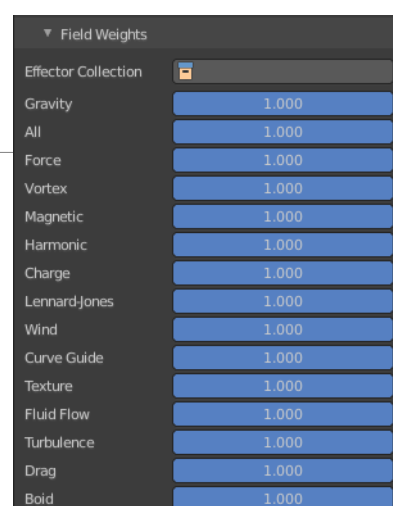 Field Weights
Effector Collection
Gravity 1.000
All 1.000
Force 1.000
Vortex 1.000
Magnetic 1.000
Harmonic 1.000
Charge 1.000
Lennard-Jones 1.000
Wind 1.000
Curve Guide 1.000
Texture 1.000
Fluid Flow 1.000
Turbulence 1.000
Drag 1.000
Boid 1.000